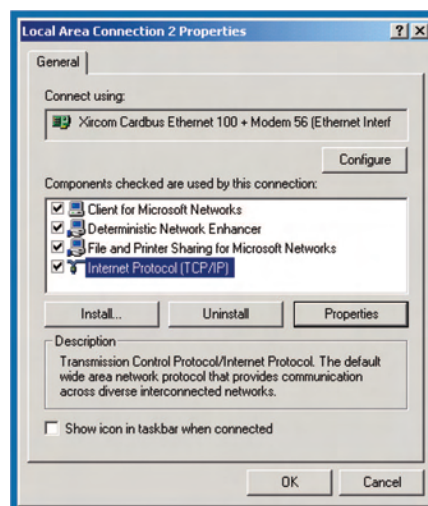 Local Area Connection 2 Properties
General
Connect using:
Xircom Cardbus Ethernet 100 + Modem 56 (Ethernet Interf
Configure
Components checked are used by this connection:
Client for Microsoft Networks
Deterministic Network Enhancer
File and Printer Sharing for Microsoft Networks
Internet Protocol (TCP/IP)
Install... Uninstall Properties
Description
Transmission Control Protocol/Internet Protocol. The default
wide area network protocol that provides communication
across diverse interconnected networks.
Show icon in taskbar when connected
OK Cancel